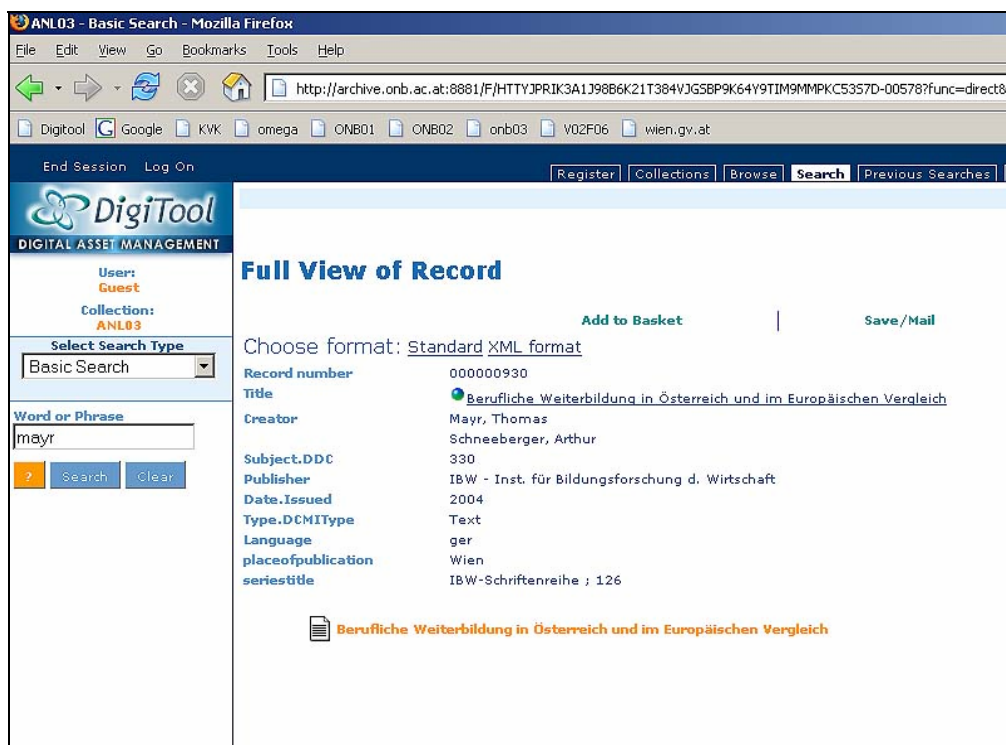 ANL03 - Basic Search - Mozilla Firefox
File Edit View Go Bookmarks Tools Help
http://archive.onb.ac.at:8881/F/HTTYJPRIK3A1J98B6K21T384VJGSBP9K64Y9TIM9MMPKC53S7D-00578?func=direct&
Digitool G Google KVK omega ONB01 ONB02 onb03 V02F06 wien.gv.at
End Session Log On
Register Collections Browse Search Previous Searches
DigiTool
DIGITAL ASSET MANAGEMENT
User:
Guest
Collection:
ANL03
Select Search Type
Basic Search
Word or Phrase
mayr
? Search Clear
Full View of Record
Add to Basket | Save/Mail
Choose format: Standard XML format
Record number 000000930
Title Berufliche Weiterbildung in Österreich und im Europäischen Vergleich
Creator Mayr, Thomas
Schneeberger, Arthur
Subject.DDC 330
Publisher IBW - Inst. für Bildungsforschung d. Wirtschaft
Date.Issued 2004
Type.DCMIType Text
Language ger
placeofpublication Wien
seriestitle IBW-Schriftenreihe ; 126
Berufliche Weiterbildung in Österreich und im Europäischen Vergleich